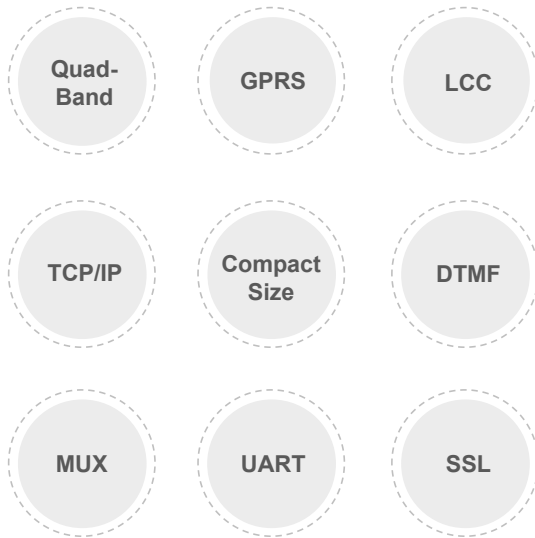 Quad-
Band
GPRS
LCC
TCP/IP
Compact
Size
DTMF
MUX
UART
SSL